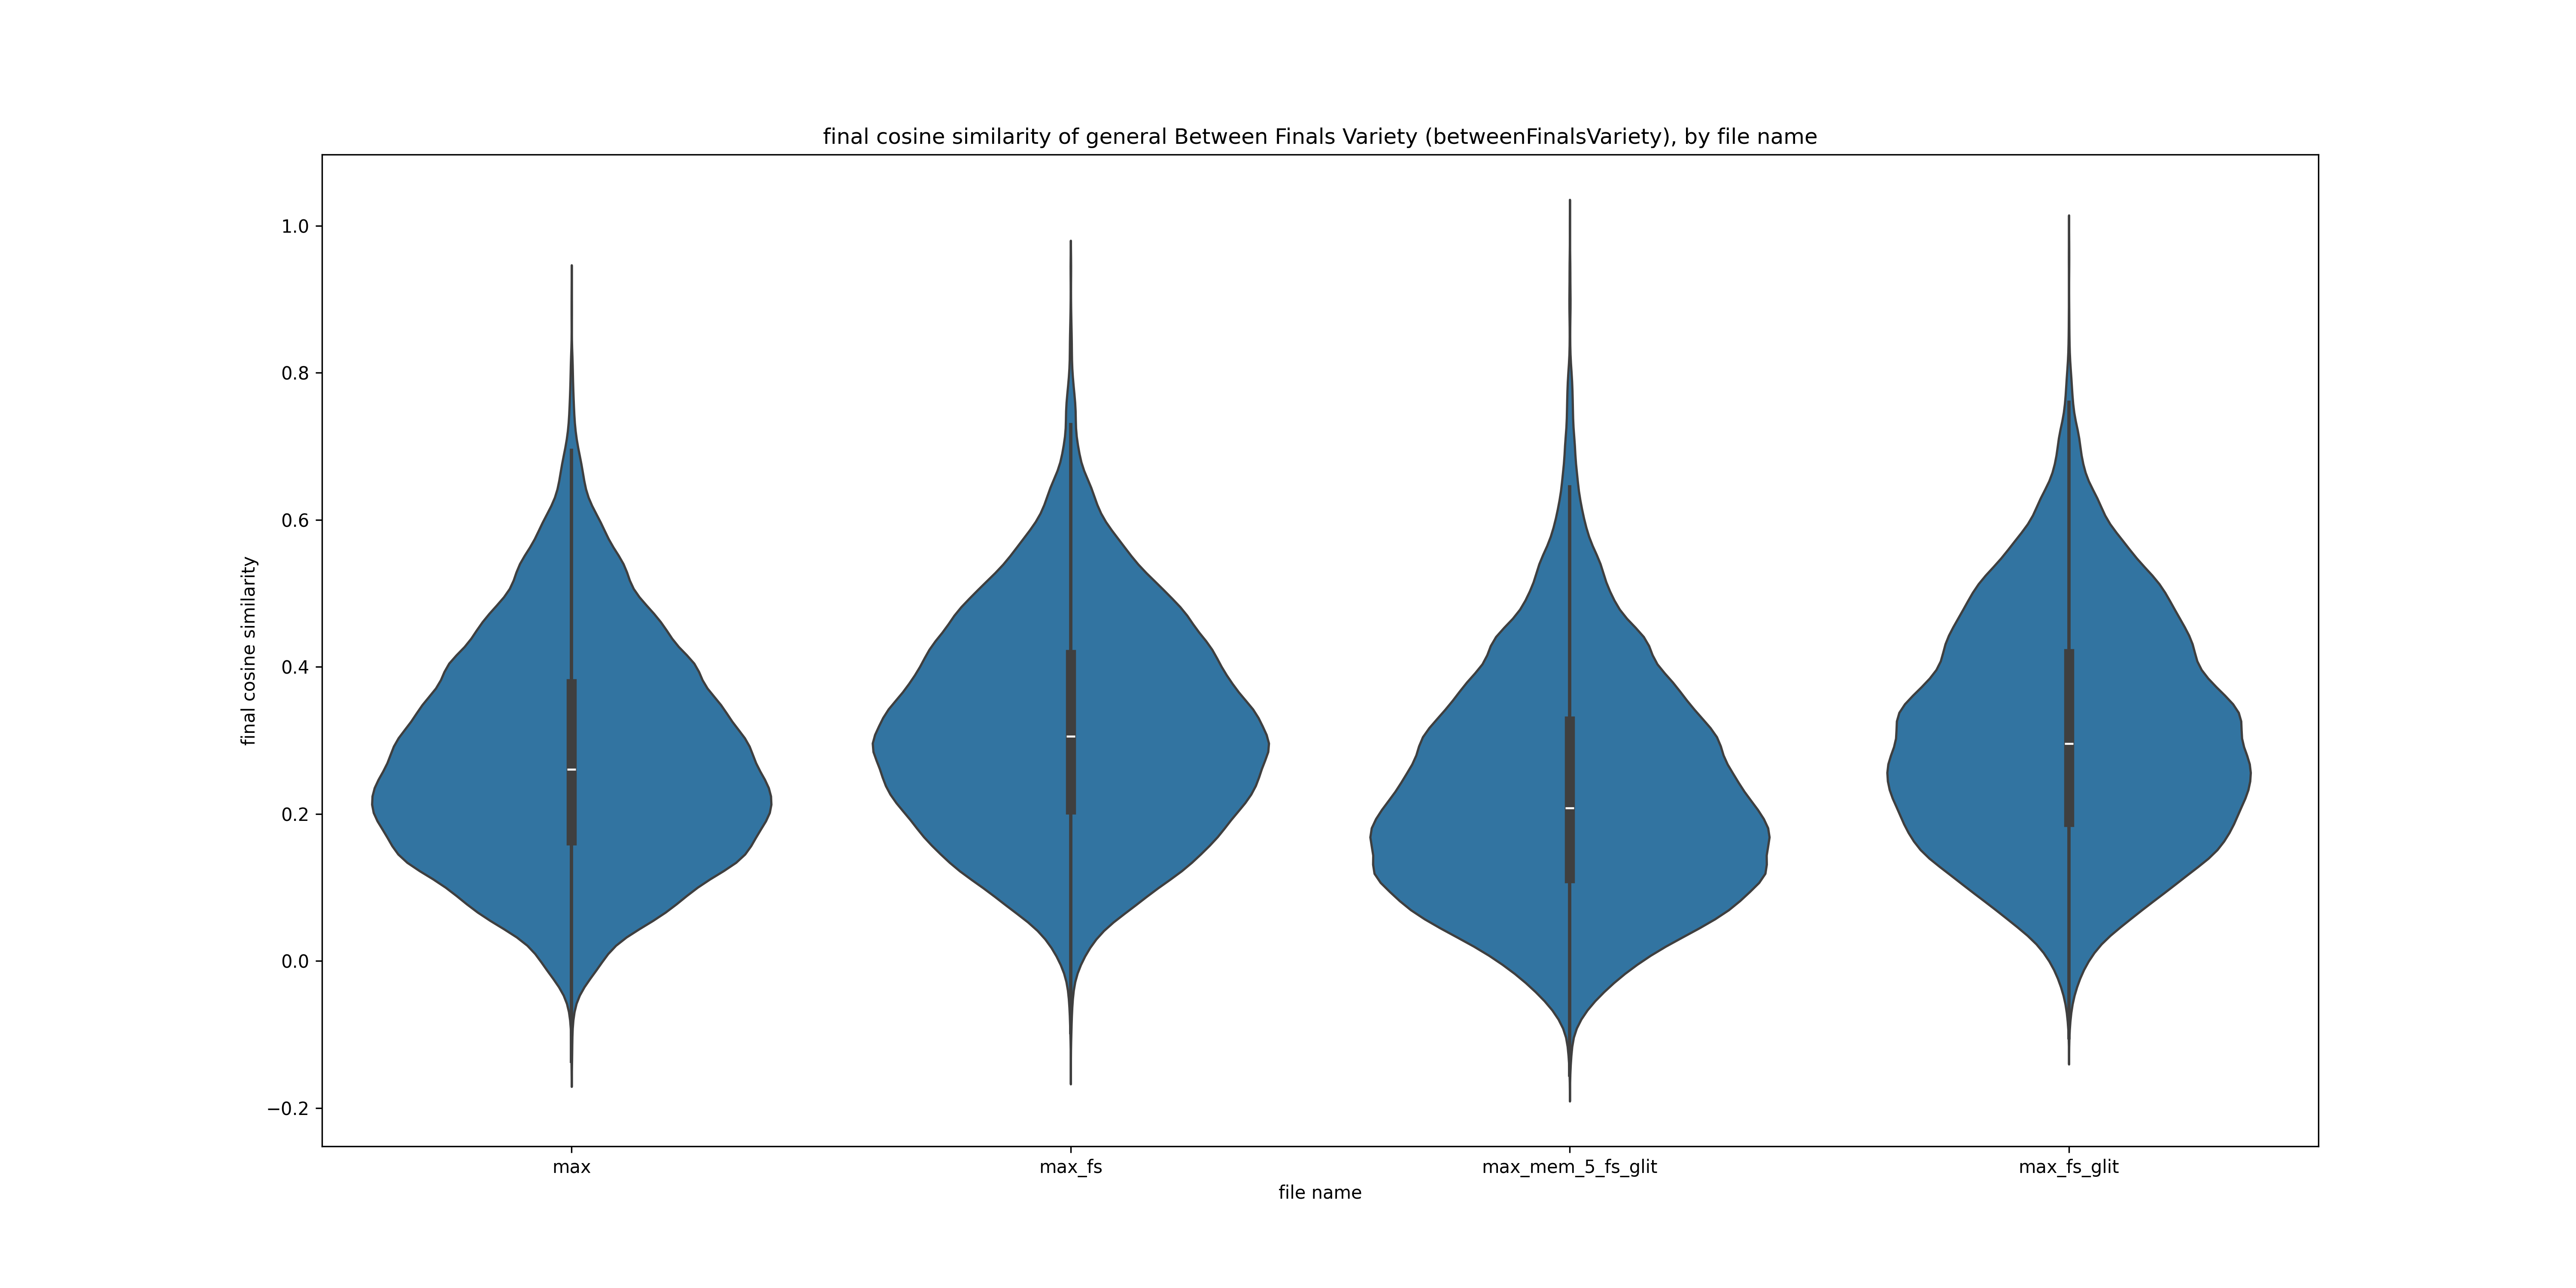 final cosine similarity of general Between Finals Variety (betweenFinalsVariety), by file name
1.0
0.8
0.6
0.4
0.2
0.0
−0.2
final cosine similarity
max
max_fs
max_mem_5_fs_glit
max_fs_glit
file name